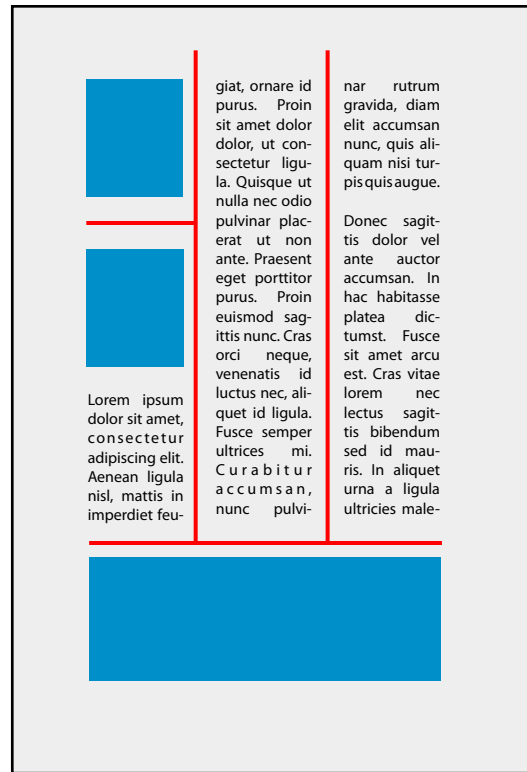 Lorem ipsum
dolor sit amet,
consectetur
adipiscing elit.
Aenean ligula
nisl, mattis in
imperdiet feu-
giat, ornare id
purus. Proin
sit amet dolor
dolor, ut con-
sectetur ligu-
la. Quisque ut
nulla nec odio
pulvinar plac-
erat ut non
ante. Praesent
eget porttitor
purus. Proin
euismod sag-
ittis nunc. Cras
orci neque,
venenatis id
luctus nec, ali-
quet id ligula.
Fusce semper
ultrices mi.
Curabitur
accumsan,
nunc pulvi-
nar rutrum
gravida, diam
elit accumsan
nunc, quis ali-
quam nisi tur-
pis quis augue.
Donec sagit-
tis dolor vel
ante auctor
accumsan. In
hac habitasse
platea dic-
tumst. Fusce
sit amet arcu
est. Cras vitae
lorem nec
lectus sagit-
tis bibendum
sed id mau-
ris. In aliquet
urna a ligula
ultricies male-